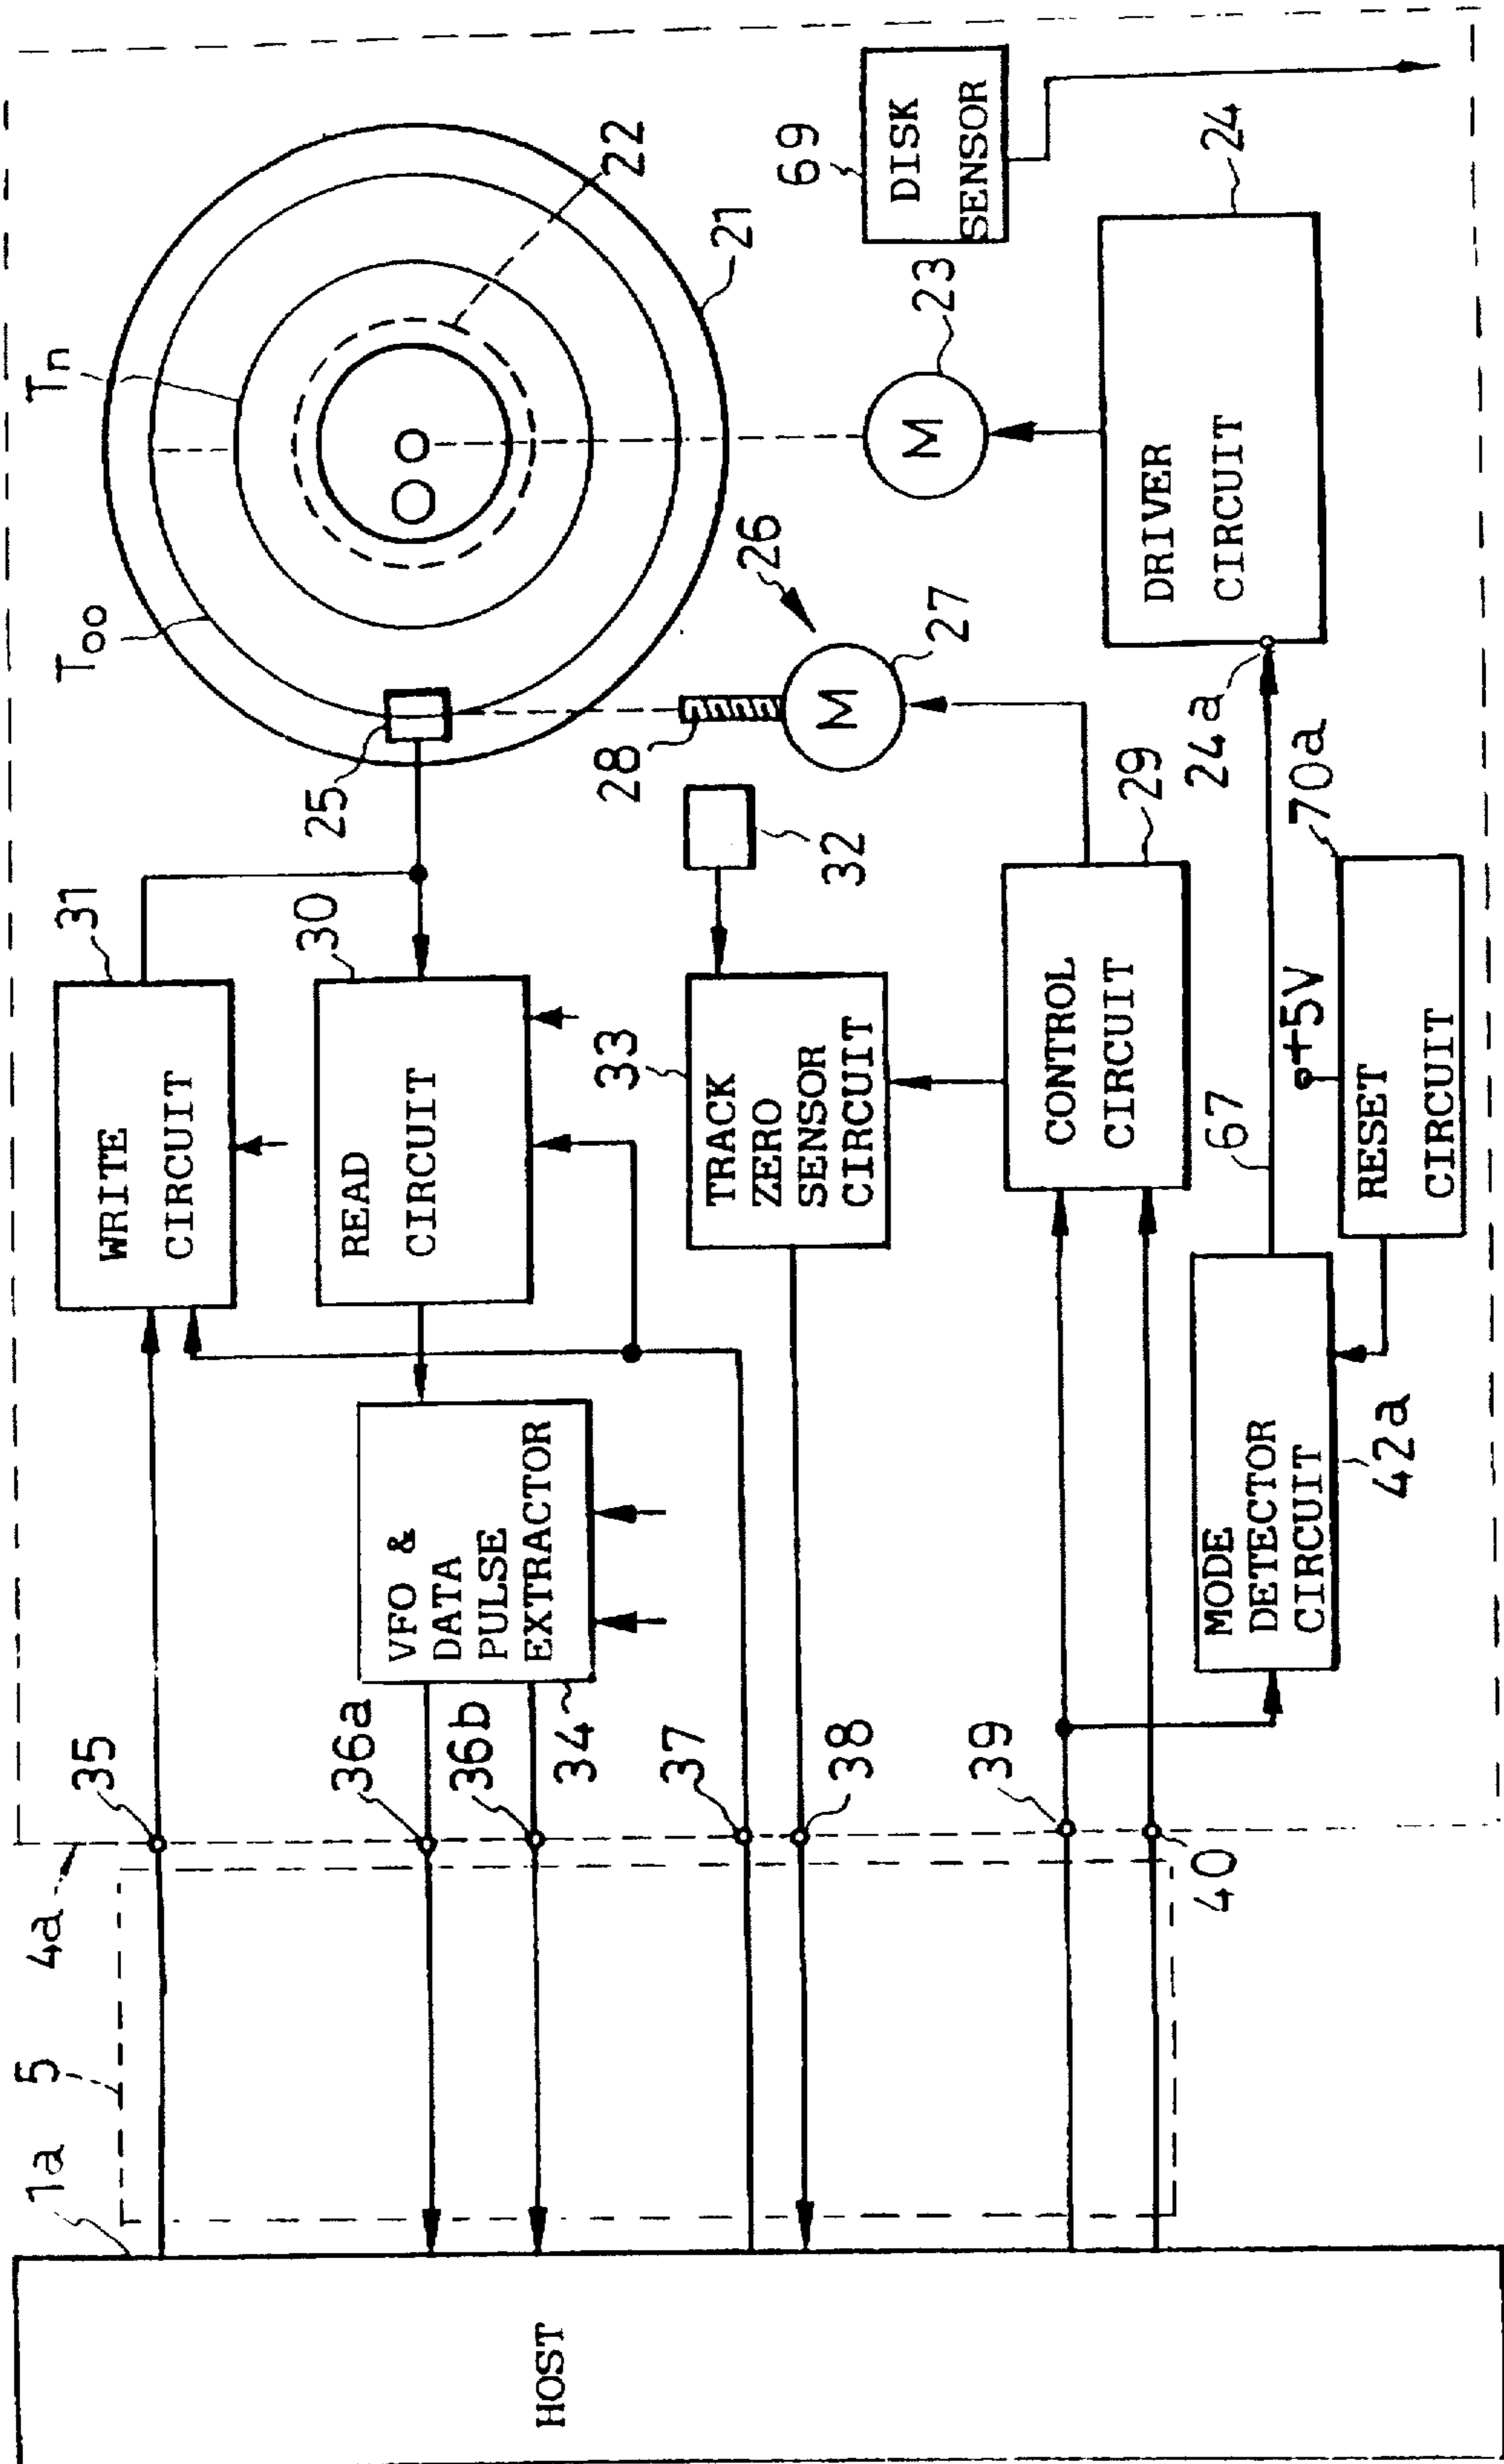 HOST
1a
5
4a
35
36a
36b
34
37
38
39
40
WRITE
CIRCUIT
31
READ
CIRCUIT
30
VFO &
DATA
PULSE
EXTRACTOR
TRACK
ZERO
SENSOR
CIRCUIT
33
32
CONTROL
CIRCUIT
29
MODE
DETECTOR
CIRCUIT
42a
RESET
CIRCUIT
70a
+5V
67
24a
DRIVER
CIRCUIT
24
M
23
M
27
26
28
25
Too
Tn
22
21
DISK
SENSOR
69